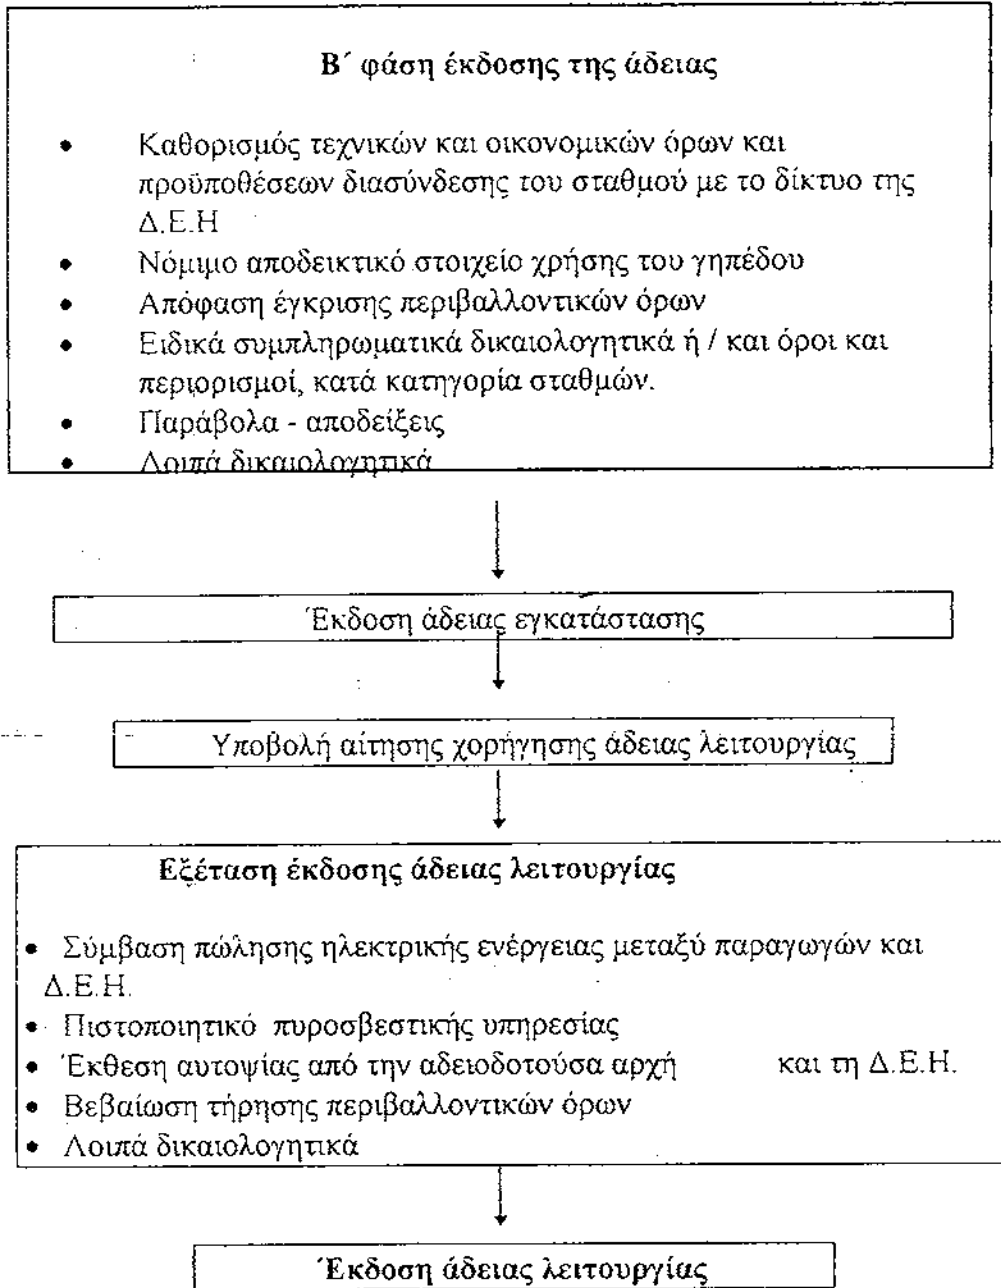 Β΄ φάση έκδοσης της άδειας
• Καθορισμός τεχνικών και οικονομικών όρων και
προϋποθέσεων διασύνδεσης του σταθμού με το δίκτυο της
Δ.Ε.Η
• Νόμιμο αποδεικτικό στοιχείο χρήσης του γηπέδου
• Απόφαση έγκρισης περιβαλλοντικών όρων
• Ειδικά συμπληρωματικά δικαιολογητικά ή / και όροι και
περιορισμοί, κατά κατηγορία σταθμών.
• Παράβολα - αποδείξεις
• Λοιπά δικαιολογητικά
Έκδοση άδειας εγκατάστασης
Υποβολή αίτησης χορήγησης άδειας λειτουργίας
Εξέταση έκδοσης άδειας λειτουργίας
• Σύμβαση πώλησης ηλεκτρικής ενέργειας μεταξύ παραγωγών και
Δ.Ε.Η.
• Πιστοποιητικό πυροσβεστικής υπηρεσίας
• Έκθεση αυτοψίας από την αδειοδοτούσα αρχή και τη Δ.Ε.Η.
• Βεβαίωση τήρησης περιβαλλοντικών όρων
• Λοιπά δικαιολογητικά
Έκδοση άδειας λειτουργίας